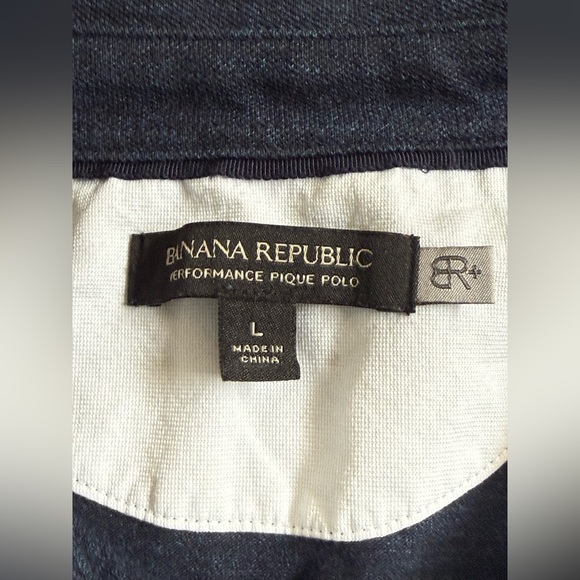 BANANA REPUBLIC
PERFORMANCE PIQUE POLO
BR+
L
MADE IN
CHINA